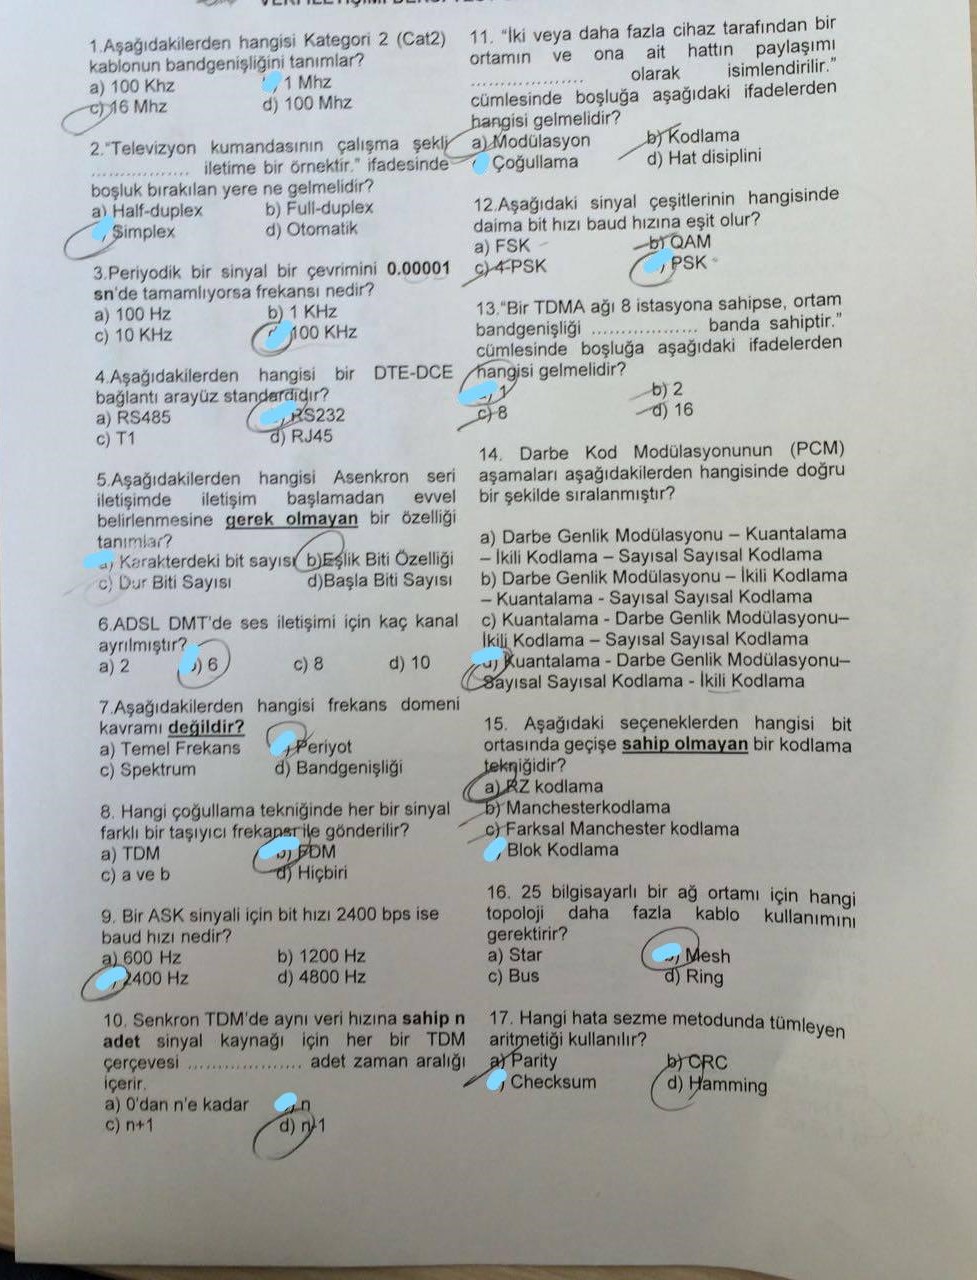 1.Aşağıdakilerden hangisi Kategori 2 (Cat2)
kablonun bandgenişliğini tanımlar?
a) 100 Khz 1 Mhz
c) 16 Mhz d) 100 Mhz
2."Televizyon kumandasının çalışma şekli
.................. iletime bir örnektir." ifadesinde
boşluk bırakılan yere ne gelmelidir?
a) Half-duplex b) Full-duplex
) Simplex d) Otomatik
3.Periyodik bir sinyal bir çevrimini 0.00001
sn'de tamamlıyorsa frekansı nedir?
a) 100 Hz b) 1 KHz
c) 10 KHz 100 KHz
4.Aşağıdakilerden hangisi bir DTE-DCE
bağlantı arayüz standardıdır?
a) RS485 ) RS232
c) T1 d) RJ45
5.Aşağıdakilerden hangisi Asenkron seri
iletişimde iletişim başlamadan evvel
belirlenmesine gerek olmayan bir özelliği
tanımlar?
a) Karakterdeki bit sayısı b)Eşlik Biti Özelliği
c) Dur Biti Sayısı d)Başla Biti Sayısı
6.ADSL DMT'de ses iletişimi için kaç kanal
ayrılmıştır?
a) 2 ) 6 c) 8 d) 10
7.Aşağıdakilerden hangisi frekans domeni
kavramı değildir?
a) Temel Frekans ) Periyot
c) Spektrum d) Bandgenişliği
8. Hangi çoğullama tekniğinde her bir sinyal
farklı bir taşıyıcı frekansı ile gönderilir?
a) TDM b) FDM
c) a ve b d) Hiçbiri
9. Bir ASK sinyali için bit hızı 2400 bps ise
baud hızı nedir?
a) 600 Hz b) 1200 Hz
) 2400 Hz d) 4800 Hz
10. Senkron TDM'de aynı veri hızına sahip n
adet sinyal kaynağı için her bir TDM
çerçevesi .................... adet zaman aralığı
içerir.
a) 0'dan n'e kadar ) n
c) n+1 d) n-1
11. "İki veya daha fazla cihaz tarafından bir
ortamın ve ona ait hattın paylaşımı
.................... olarak isimlendirilir."
cümlesinde boşluğa aşağıdaki ifadelerden
hangisi gelmelidir?
a) Modülasyon b) Kodlama
Çoğullama d) Hat disiplini
12.Aşağıdaki sinyal çeşitlerinin hangisinde
daima bit hızı baud hızına eşit olur?
a) FSK b) QAM
c) 4-PSK ) PSK
13."Bir TDMA ağı 8 istasyona sahipse, ortam
bandgenişliği .................. banda sahiptir."
cümlesinde boşluğa aşağıdaki ifadelerden
hangisi gelmelidir?
) 1 b) 2
c) 8 d) 16
14. Darbe Kod Modülasyonunun (PCM)
aşamaları aşağıdakilerden hangisinde doğru
bir şekilde sıralanmıştır?
a) Darbe Genlik Modülasyonu – Kuantalama
– İkili Kodlama – Sayısal Sayısal Kodlama
b) Darbe Genlik Modülasyonu – İkili Kodlama
– Kuantalama - Sayısal Sayısal Kodlama
c) Kuantalama - Darbe Genlik Modülasyonu–
İkili Kodlama – Sayısal Sayısal Kodlama
d) Kuantalama - Darbe Genlik Modülasyonu–
Sayısal Sayısal Kodlama - İkili Kodlama
15. Aşağıdaki seçeneklerden hangisi bit
ortasında geçişe sahip olmayan bir kodlama
tekniğidir?
a) RZ kodlama
b) Manchesterkodlama
c) Farksal Manchester kodlama
) Blok Kodlama
16. 25 bilgisayarlı bir ağ ortamı için hangi
topoloji daha fazla kablo kullanımını
gerektirir?
a) Star ) Mesh
c) Bus d) Ring
17. Hangi hata sezme metodunda tümleyen
aritmetiği kullanılır?
a) Parity b) CRC
) Checksum d) Hamming